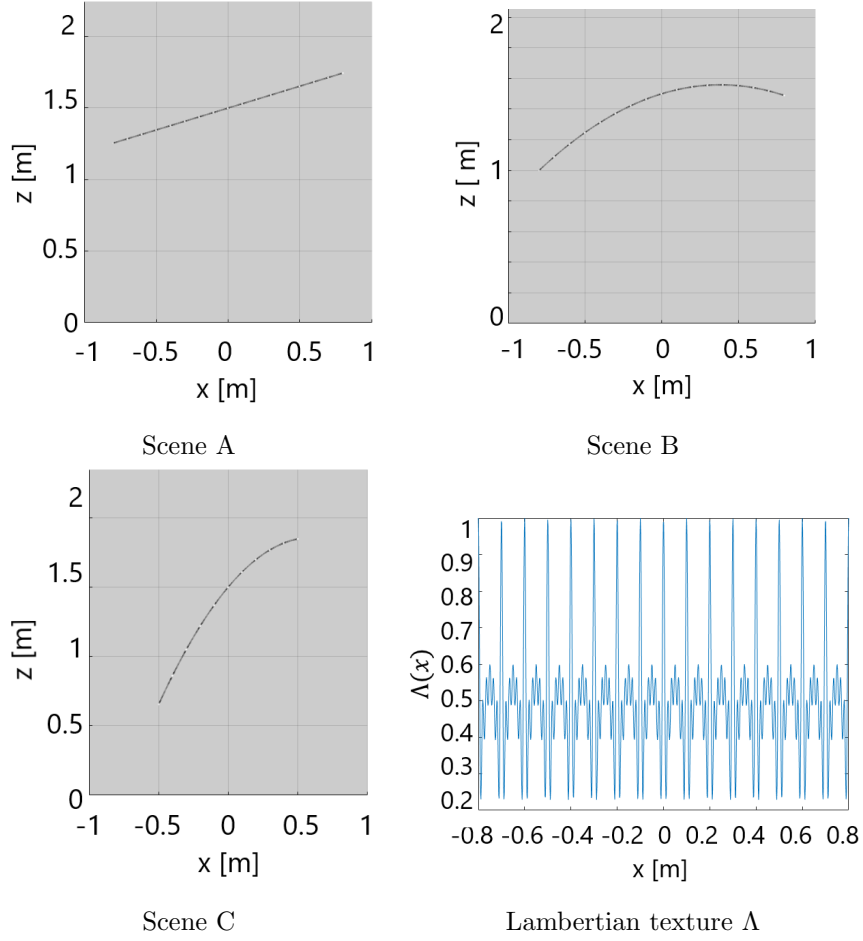 2
1.5
1
0.5
0
-1 -0.5 0 0.5 1
z [m]
x [m]
Scene A
2
1
0
-1 -0.5 0 0.5 1
z [ m]
x [m]
Scene B
2
1.5
1
0.5
0
-1 -0.5 0 0.5 1
z [m]
x [m]
Scene C
1
0.9
0.8
0.7
0.6
0.5
0.4
0.3
0.2
-0.8 -0.6 -0.4 -0.2 0 0.2 0.4 0.6 0.8
Λ(x)
x [m]
Lambertian texture Λ